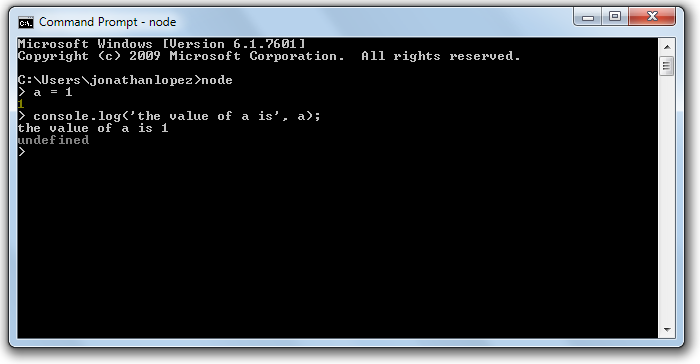 Command Prompt - node
Microsoft Windows [Version 6.1.7601]
Copyright (c) 2009 Microsoft Corporation.  All rights reserved.
C:\Users\jonathanlopez>node
> a = 1
1
> console.log('the value of a is', a);
the value of a is 1
undefined
>